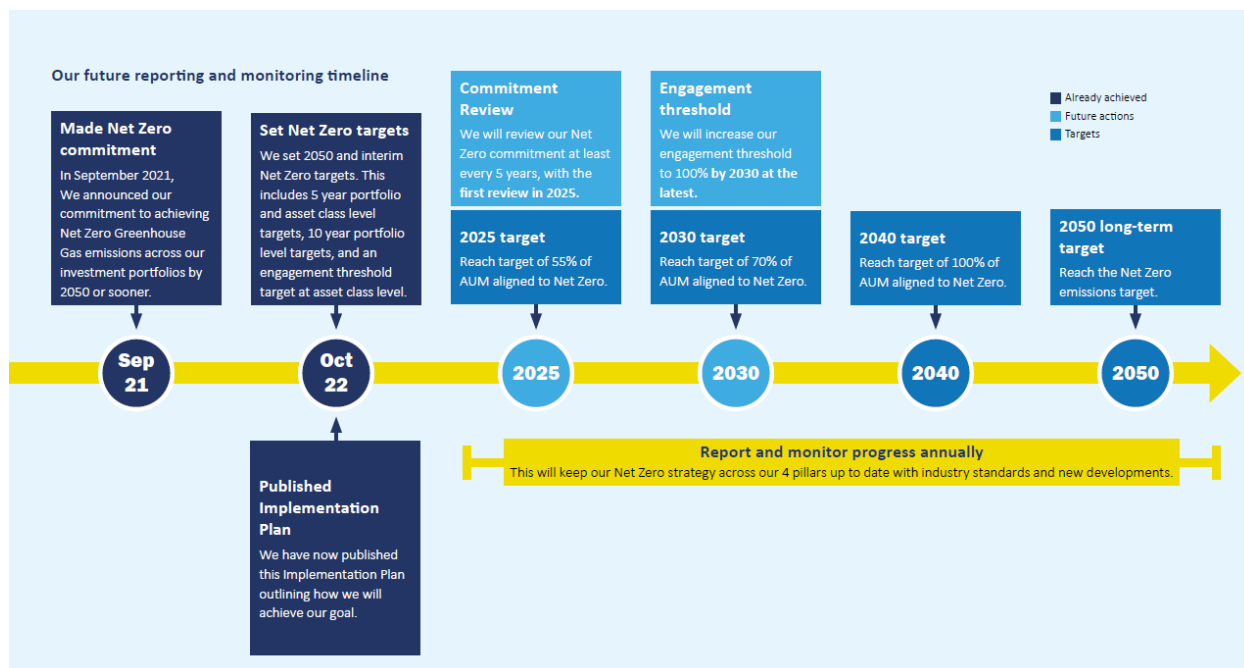 Our future reporting and monitoring timeline
Already achieved
Future actions
Targets
Made Net Zero
commitment
In September 2021,
We announced our
commitment to achieving
Net Zero Greenhouse
Gas emissions across our
investment portfolios by
2050 or sooner.
Set Net Zero targets
We set 2050 and interim
Net Zero targets. This
includes 5 year portfolio
and asset class level
targets, 10 year portfolio
level targets, and an
engagement threshold
target at asset class level.
Commitment
Review
We will review our Net
Zero commitment at least
every 5 years, with the
first review in 2025.
2025 target
Reach target of 55% of
AUM aligned to Net Zero.
Engagement
threshold
We will increase our
engagement threshold
to 100% by 2030 at the
latest.
2030 target
Reach target of 70% of
AUM aligned to Net Zero.
2040 target
Reach target of 100% of
AUM aligned to Net Zero.
2050 long-term
target
Reach the Net Zero
emissions target.
Sep
21
Oct
22
2025
2030
2040
2050
Published
Implementation
Plan
We have now published
this Implementation Plan
outlining how we will
achieve our goal.
Report and monitor progress annually
This will keep our Net Zero strategy across our 4 pillars up to date with industry standards and new developments.